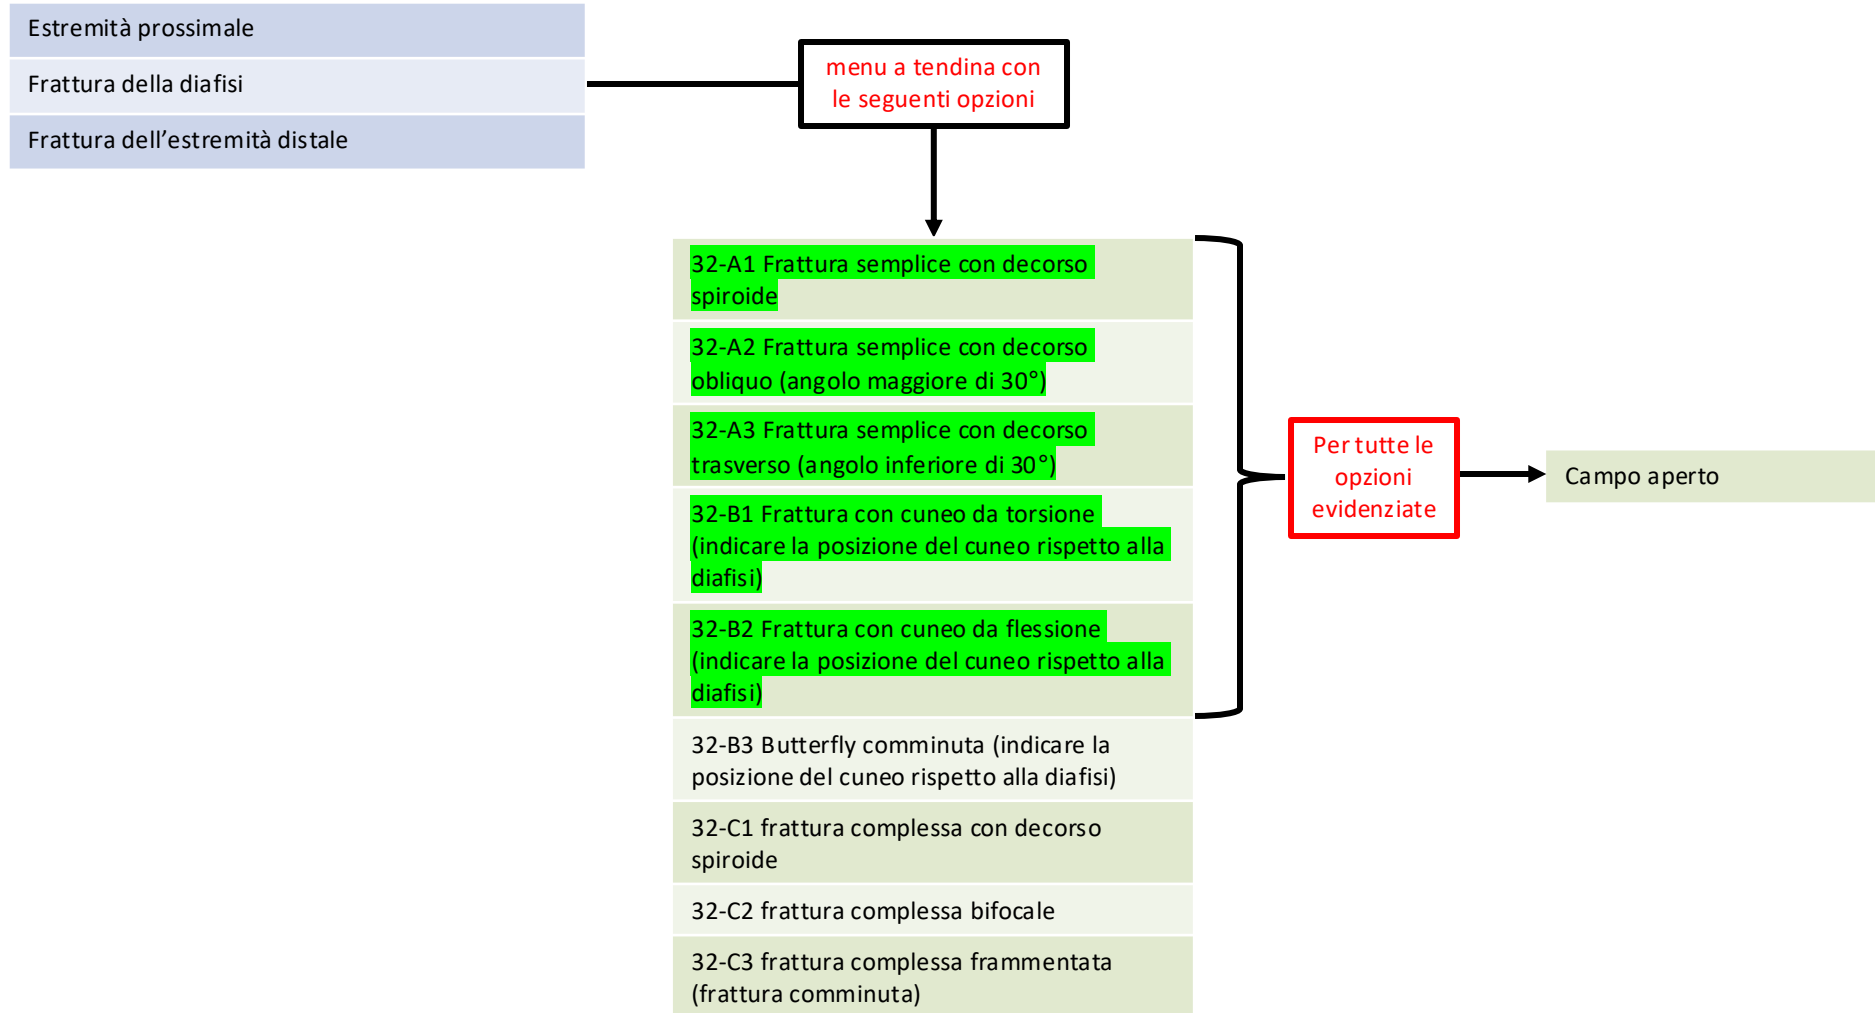 Estremità prossimale
Frattura della diafisi
Frattura dell’estremità distale
menu a tendina con
le seguenti opzioni
32-A1 Frattura semplice con decorso
spiroide
32-A2 Frattura semplice con decorso
obliquo (angolo maggiore di 30°)
32-A3 Frattura semplice con decorso
trasverso (angolo inferiore di 30°)
32-B1 Frattura con cuneo da torsione
(indicare la posizione del cuneo rispetto alla
diafisi)
32-B2 Frattura con cuneo da flessione
(indicare la posizione del cuneo rispetto alla
diafisi)
32-B3 Butterfly comminuta (indicare la
posizione del cuneo rispetto alla diafisi)
32-C1 frattura complessa con decorso
spiroide
32-C2 frattura complessa bifocale
32-C3 frattura complessa frammentata
(frattura comminuta)
Per tutte le
opzioni
evidenziate
Campo aperto